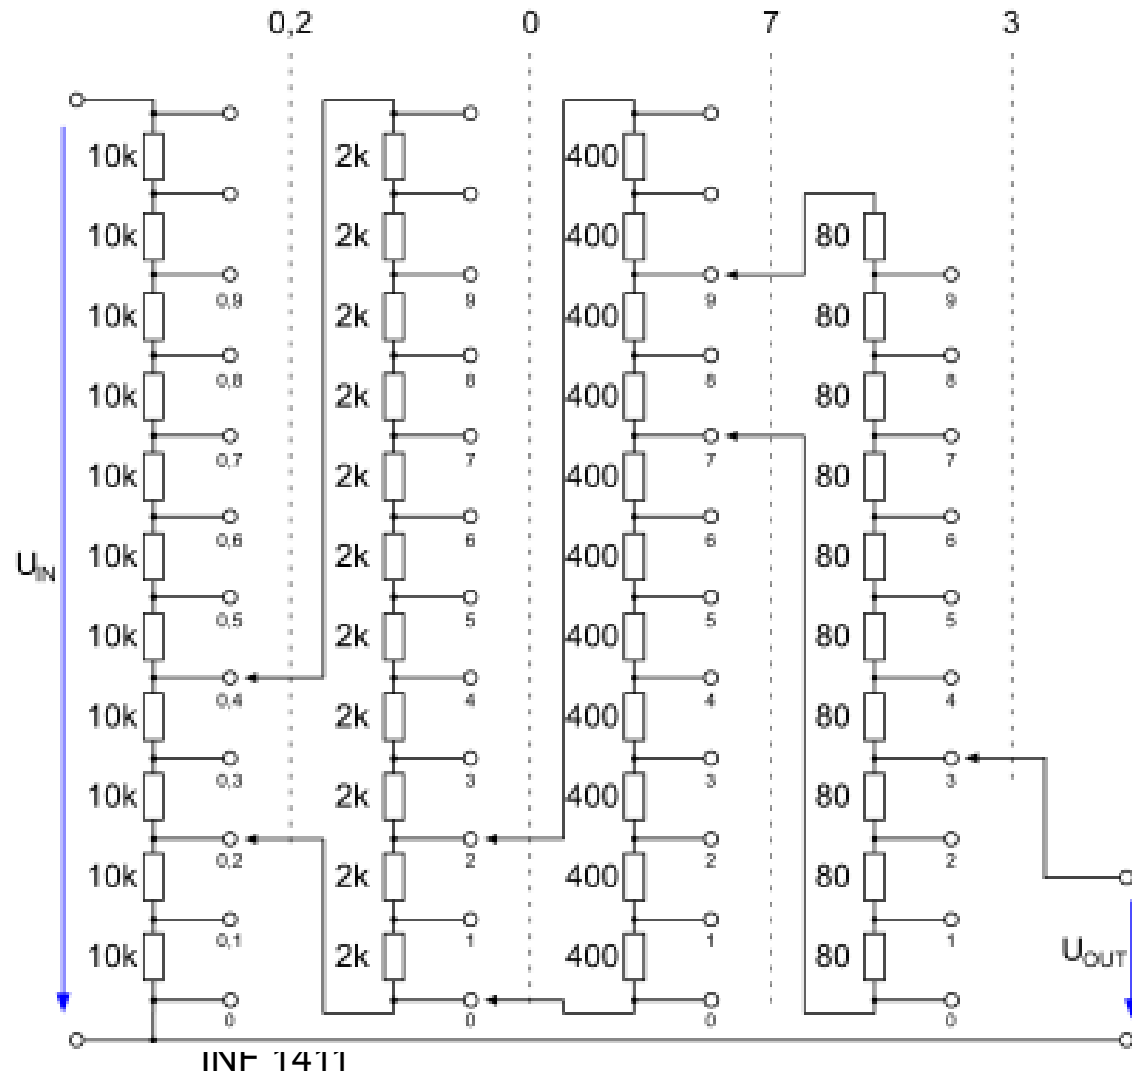 0,2 0 7 3
10k 2k 400
10k 2k 400 80
0,9 9 9 9
10k 2k 400 80
0,8 8 8 8
10k 2k 400 80
0,7 7 7 7
10k 2k 400 80
0,6 6 6 6
UIN 10k 2k 400 80
0,5 5 5 5
10k 2k 400 80
0,4 4 4 4
10k 2k 400 80
0,3 3 3 3
10k 2k 400 80
0,2 2 2 2
10k 2k 400 80
0,1 1 1 1
10k 2k 400 80 UOUT
0 0 0 0
INF 1411